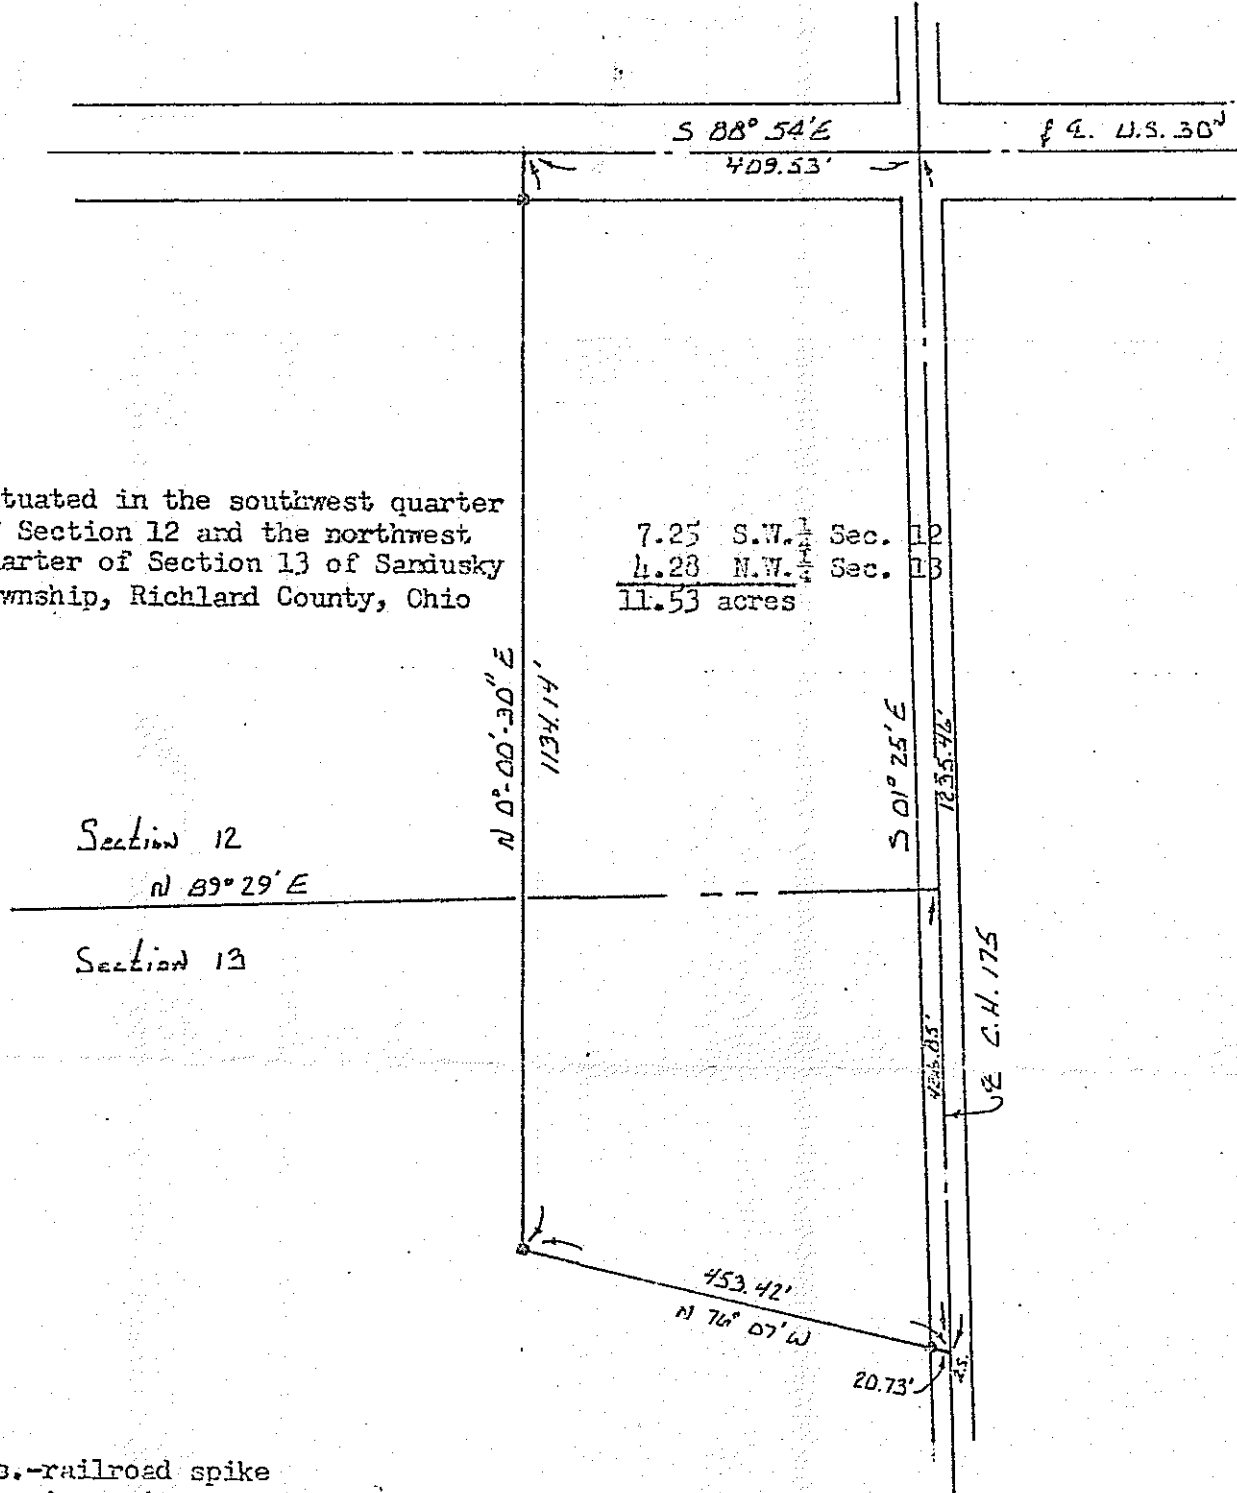 S 88° 54' E
409.53'
℄ U.S. 30 N
tuated in the southwest quarter
Section 12 and the northwest
arter of Section 13 of Sandusky
wnship, Richland County, Ohio
7.25 S.W.¼ Sec. 12
4.28 N.W.¼ Sec. 13
11.53 acres
N 0°-00'-30" E
1134.14'
S 01° 25' E
1235.46'
Section 12
N 89° 29' E
Section 13
℄ C.H. 175
453.42'
N 76° 07' W
20.73'
s.-railroad spike